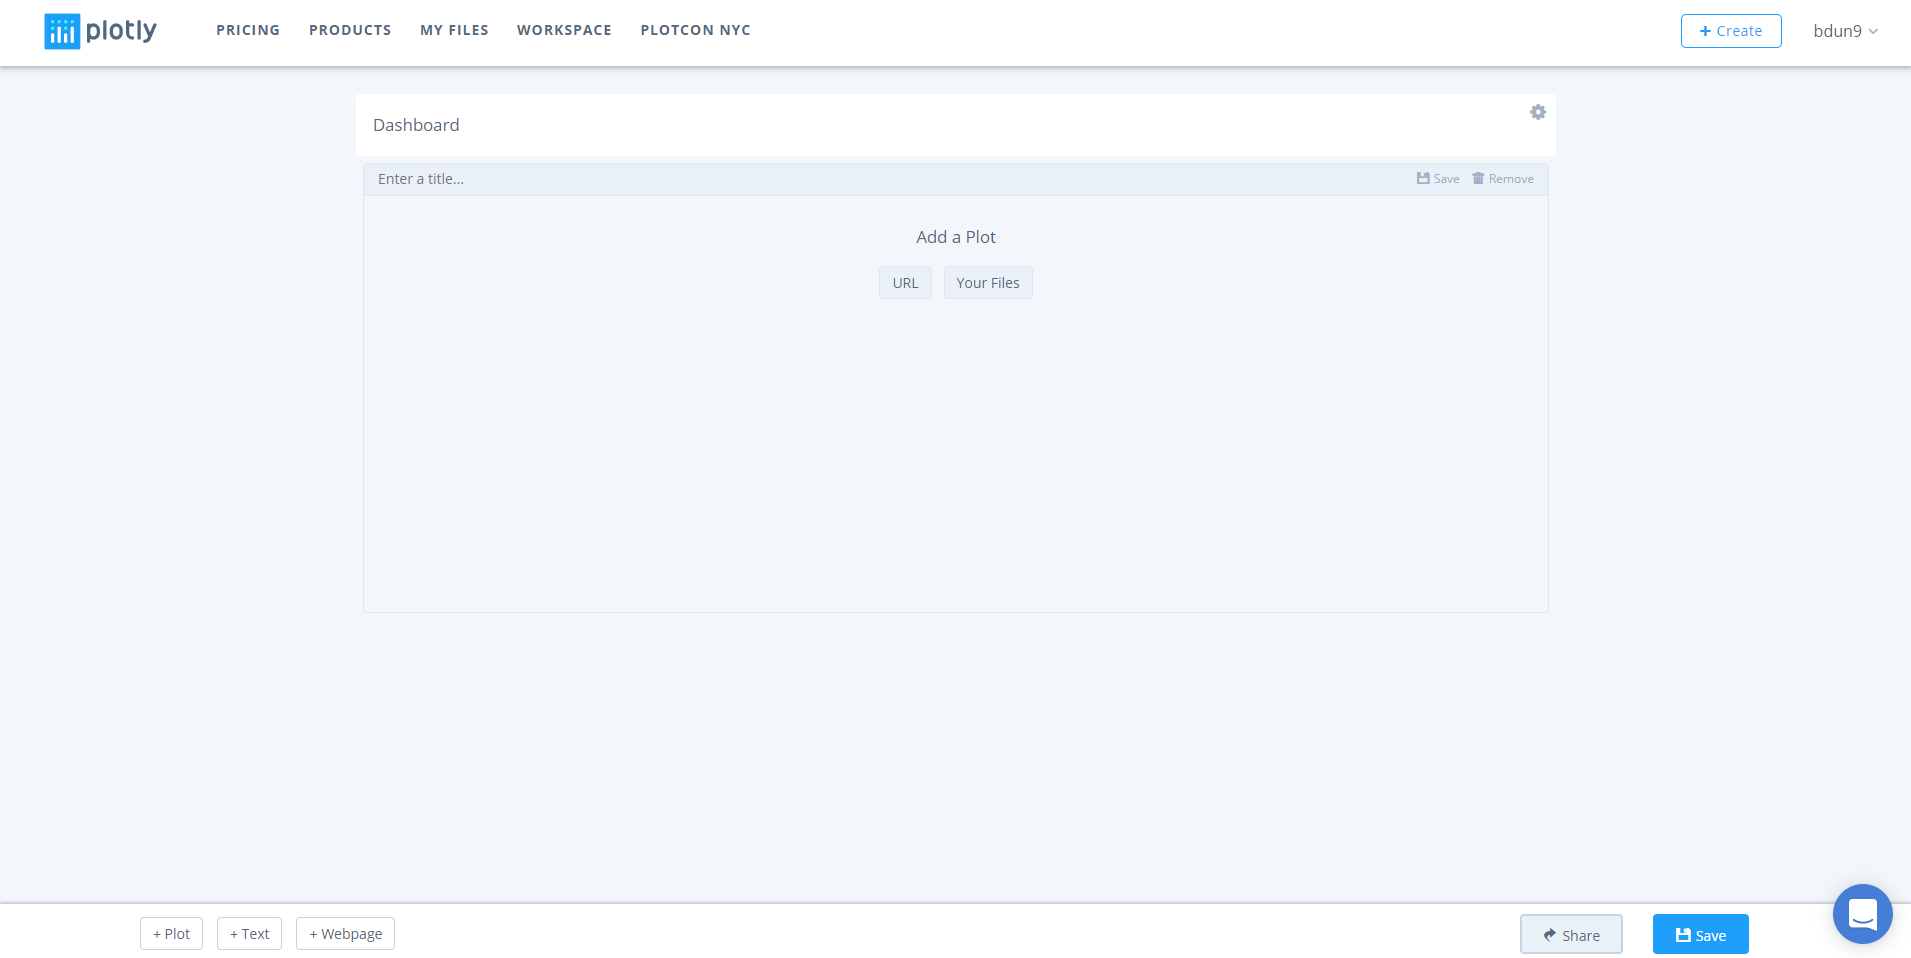 plotly PRICING PRODUCTS MY FILES WORKSPACE PLOTCON NYC + Create bdun9
Dashboard
Enter a title... Save Remove
Add a Plot
URL Your Files
+ Plot + Text + Webpage Share Save